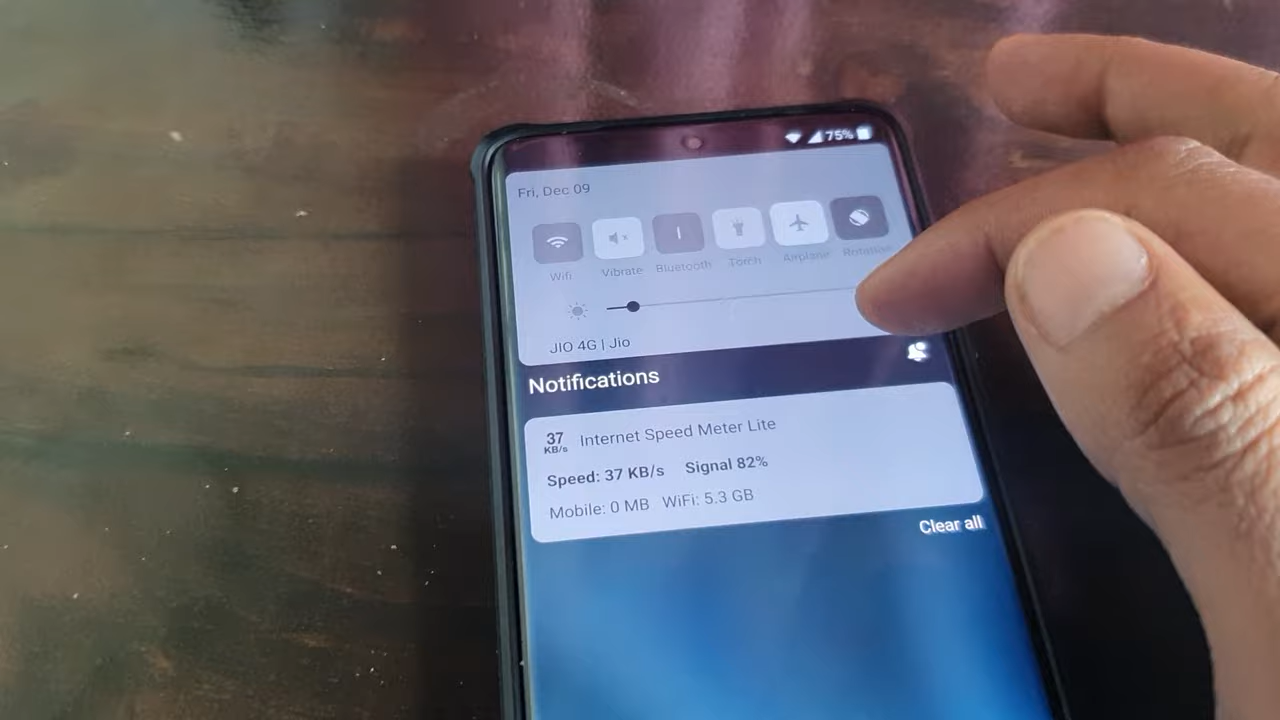 75%
Fri, Dec 09
Wifi Vibrate Bluetooth Torch Airplane Rotation
JIO 4G | Jio
Notifications
37 KB/s Internet Speed Meter Lite
Speed: 37 KB/s Signal 82%
Mobile: 0 MB WiFi: 5.3 GB
Clear all